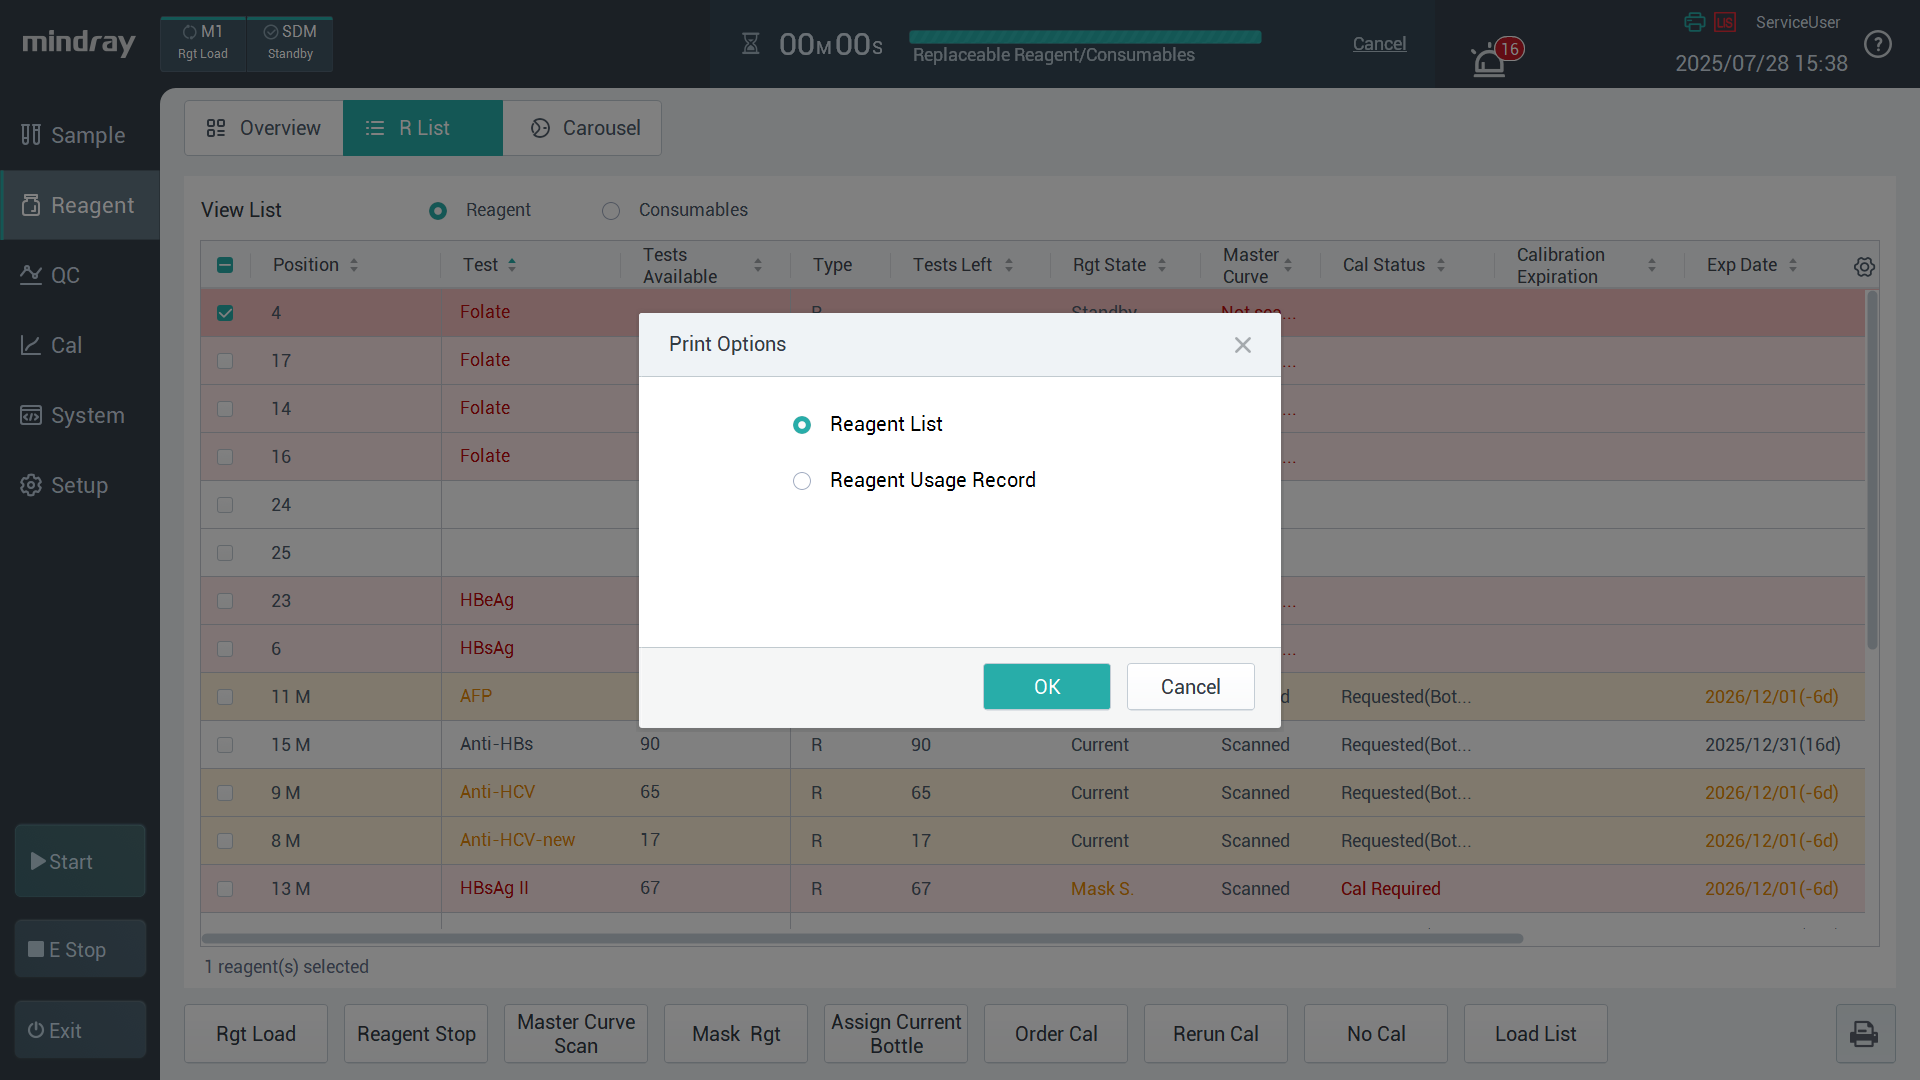 mindray
M1
Rgt Load
SDM
Standby
00M00S
Replaceable Reagent/Consumables
Cancel
16
LIS
ServiceUser
2025/07/28 15:38
?
Sample
Reagent
QC
Cal
System
Setup
Start
E Stop
Exit
Overview
R List
Carousel
View List
Reagent
Consumables
Position
Test
Tests Available
Type
Tests Left
Rgt State
Master Curve
Cal Status
Calibration Expiration
Exp Date
4 Folate R Standby Not sca...
17 Folate ...
14 Folate ...
16 Folate ...
24
25
23 HBeAg ...
6 HBsAg ...
11 M AFP d Requested(Bot... 2026/12/01(-6d)
15 M Anti-HBs 90 R 90 Current Scanned Requested(Bot... 2025/12/31(16d)
9 M Anti-HCV 65 R 65 Current Scanned Requested(Bot... 2026/12/01(-6d)
8 M Anti-HCV-new 17 R 17 Current Scanned Requested(Bot... 2026/12/01(-6d)
13 M HBsAg II 67 R 67 Mask S. Scanned Cal Required 2026/12/01(-6d)
Print Options
Reagent List
Reagent Usage Record
OK
Cancel
1 reagent(s) selected
Rgt Load
Reagent Stop
Master Curve Scan
Mask Rgt
Assign Current Bottle
Order Cal
Rerun Cal
No Cal
Load List